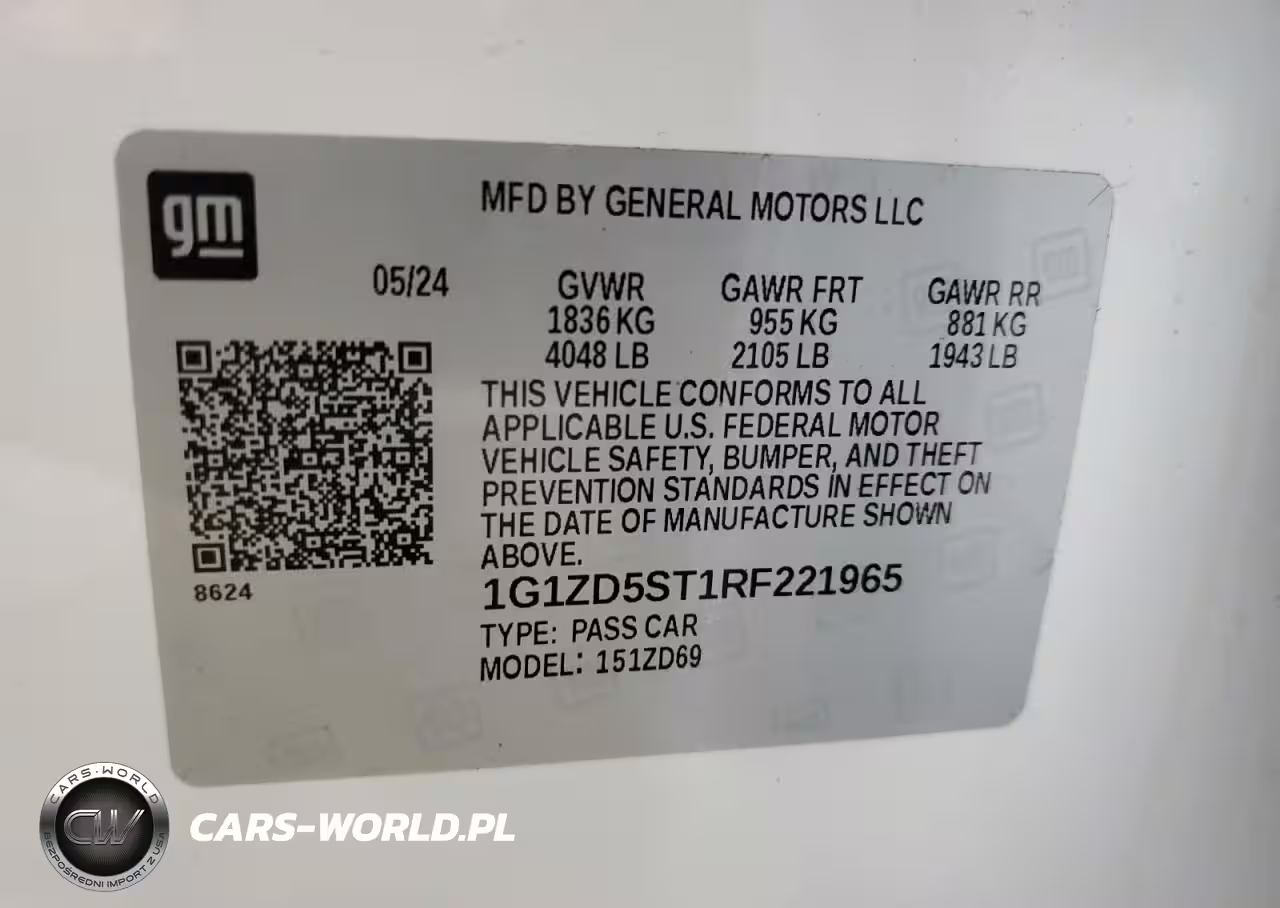 gm
MFD BY GENERAL MOTORS LLC
05/24 GVWR GAWR FRT GAWR RR
1836 KG 955 KG 881 KG
4048 LB 2105 LB 1943 LB
THIS VEHICLE CONFORMS TO ALL
APPLICABLE U.S. FEDERAL MOTOR
VEHICLE SAFETY, BUMPER, AND THEFT
PREVENTION STANDARDS IN EFFECT ON
THE DATE OF MANUFACTURE SHOWN
ABOVE.
8624
1G1ZD5ST1RF221965
TYPE: PASS CAR
MODEL: 151ZD69
CARS-WORLD
CW
BEZPOŚREDNI IMPORT Z USA
CARS-WORLD.PL